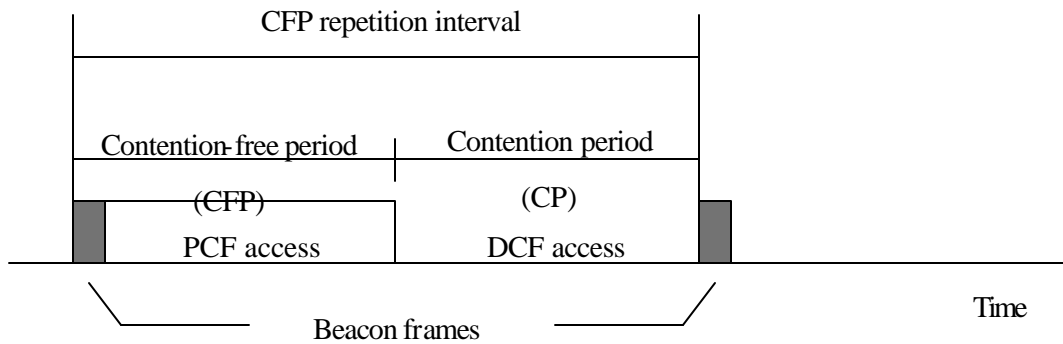 CFP repetition interval
Contention-free period
Contention period
(CFP)
(CP)
PCF access
DCF access
Time
Beacon frames